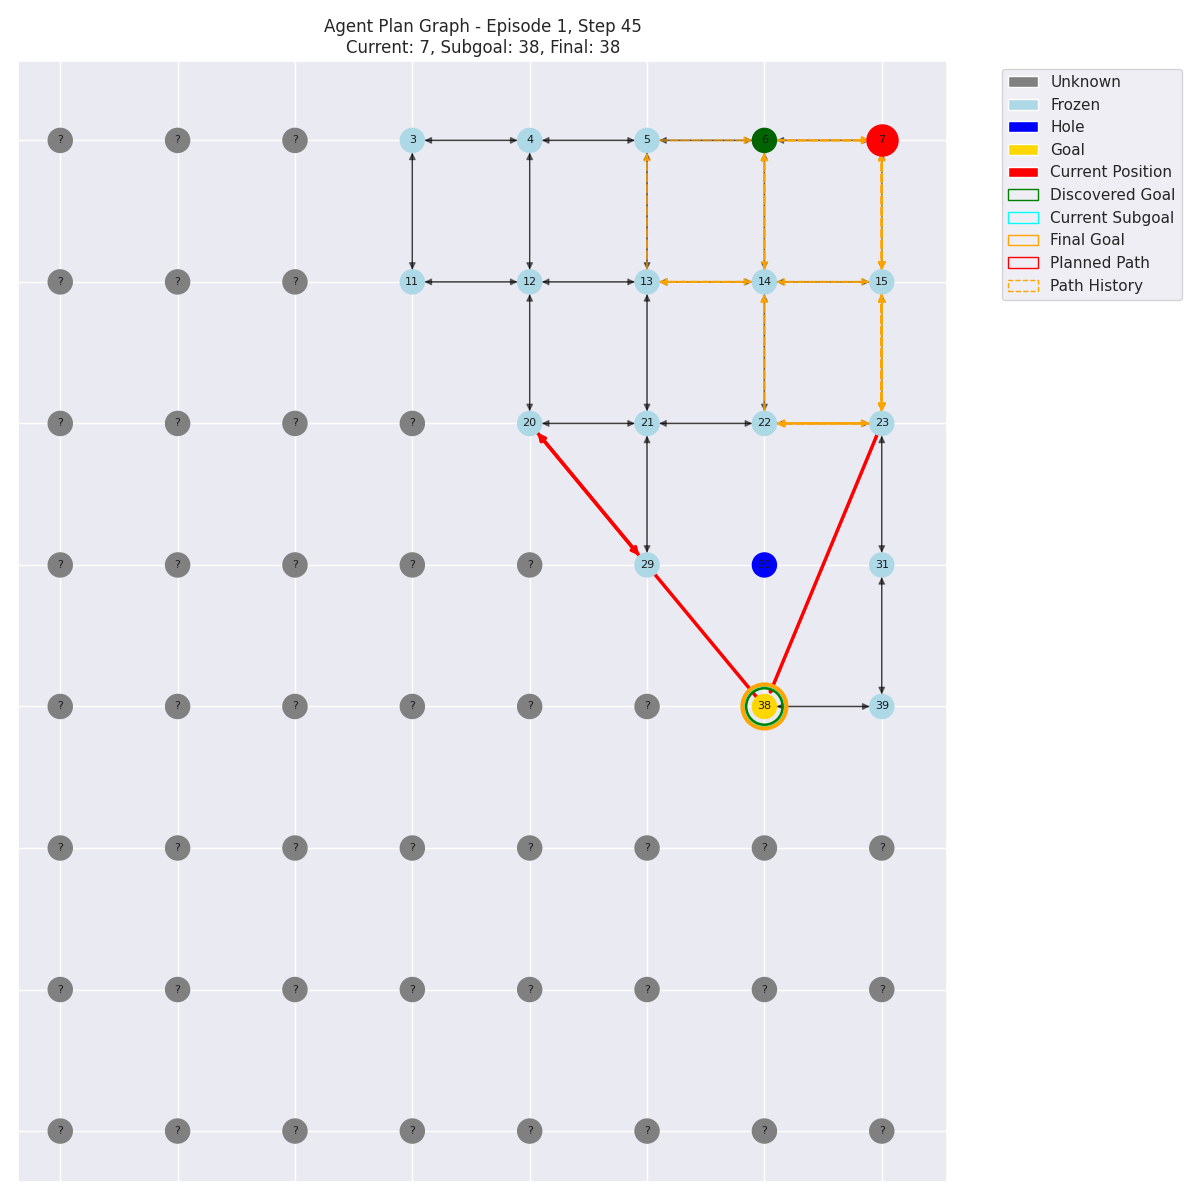 Agent Plan Graph - Episode 1, Step 45
Current: 7, Subgoal: 38, Final: 38
? ? ? 3 4 5 6 7
? ? ? 11 12 13 14 15
? ? ? ? 20 21 22 23
? ? ? ? ? 29 30 31
? ? ? ? ? ? 38 39
? ? ? ? ? ? ? ?
? ? ? ? ? ? ? ?
? ? ? ? ? ? ? ?
Unknown
Frozen
Hole
Goal
Current Position
Discovered Goal
Current Subgoal
Final Goal
Planned Path
Path History